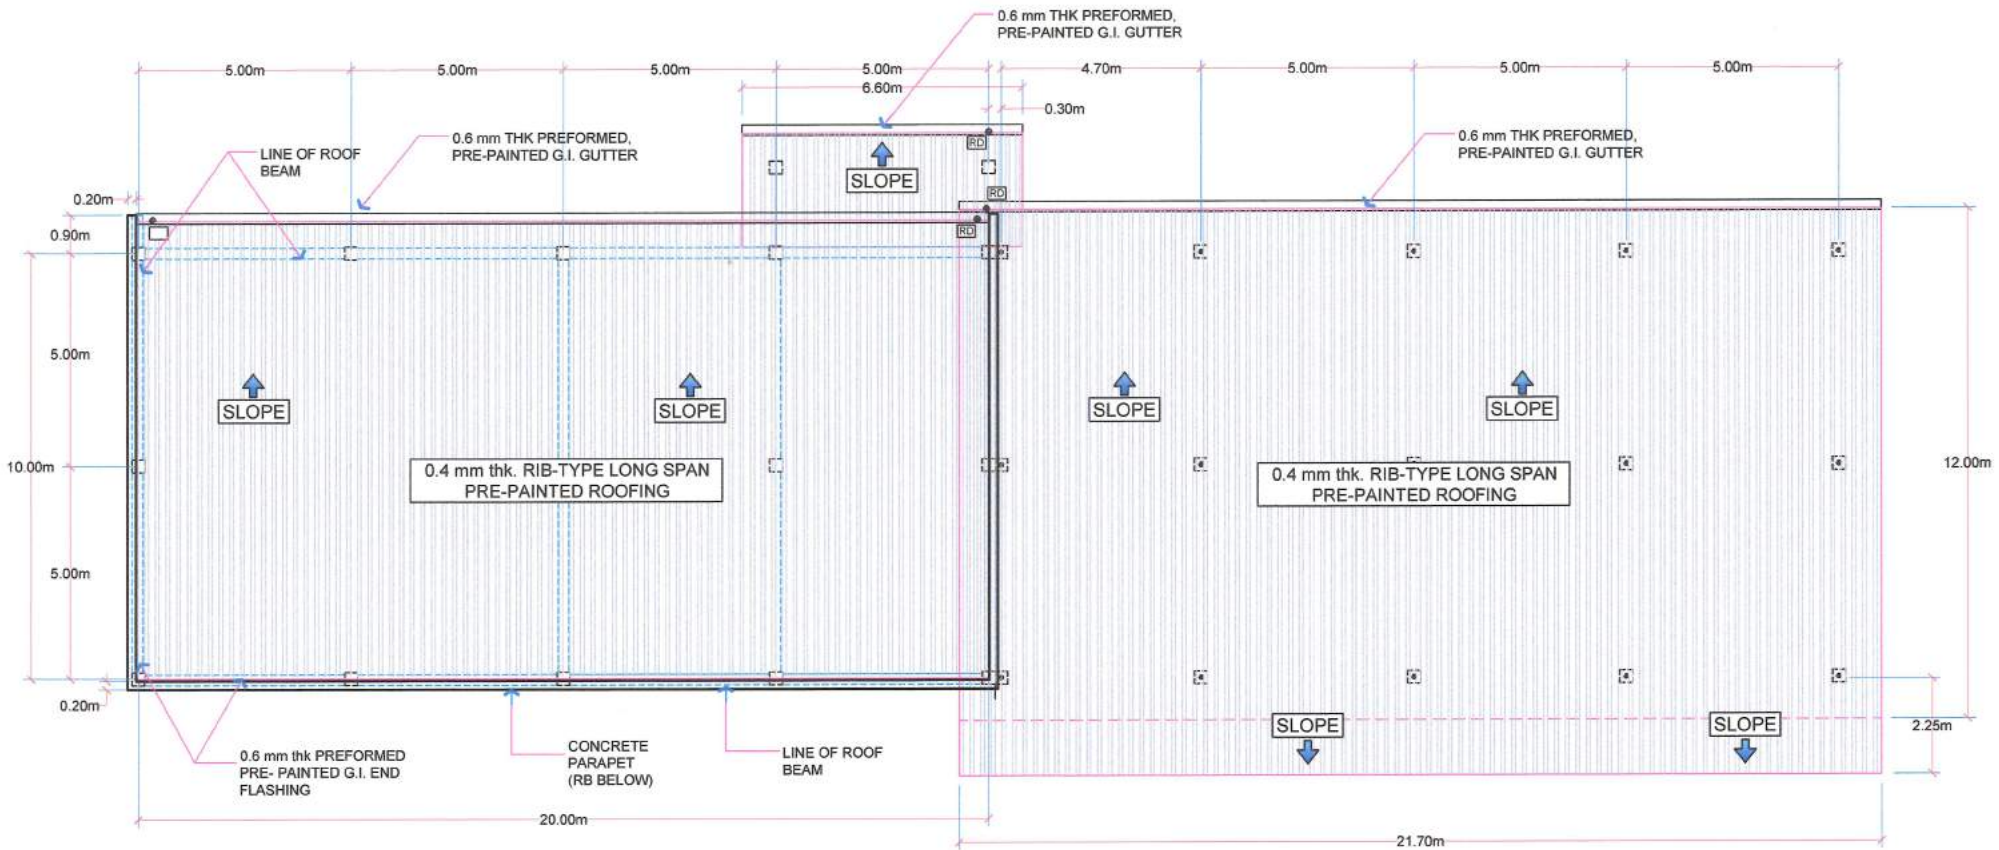 0.6 mm THK PREFORMED,
PRE-PAINTED G.I. GUTTER
5.00m
5.00m
5.00m
5.00m
4.70m
5.00m
5.00m
5.00m
6.60m
0.30m
0.6 mm THK PREFORMED,
PRE-PAINTED G.I. GUTTER
0.6 mm THK PREFORMED,
PRE-PAINTED G.I. GUTTER
LINE OF ROOF
BEAM
RD
SLOPE
RD
0.20m
RD
0.90m
5.00m
SLOPE
SLOPE
SLOPE
SLOPE
10.00m
0.4 mm thk. RIB-TYPE LONG SPAN
PRE-PAINTED ROOFING
0.4 mm thk. RIB-TYPE LONG SPAN
PRE-PAINTED ROOFING
12.00m
5.00m
0.20m
SLOPE
SLOPE
2.25m
0.6 mm thk PREFORMED
PRE- PAINTED G.I. END
FLASHING
CONCRETE
PARAPET
(RB BELOW)
LINE OF ROOF
BEAM
20.00m
21.70m